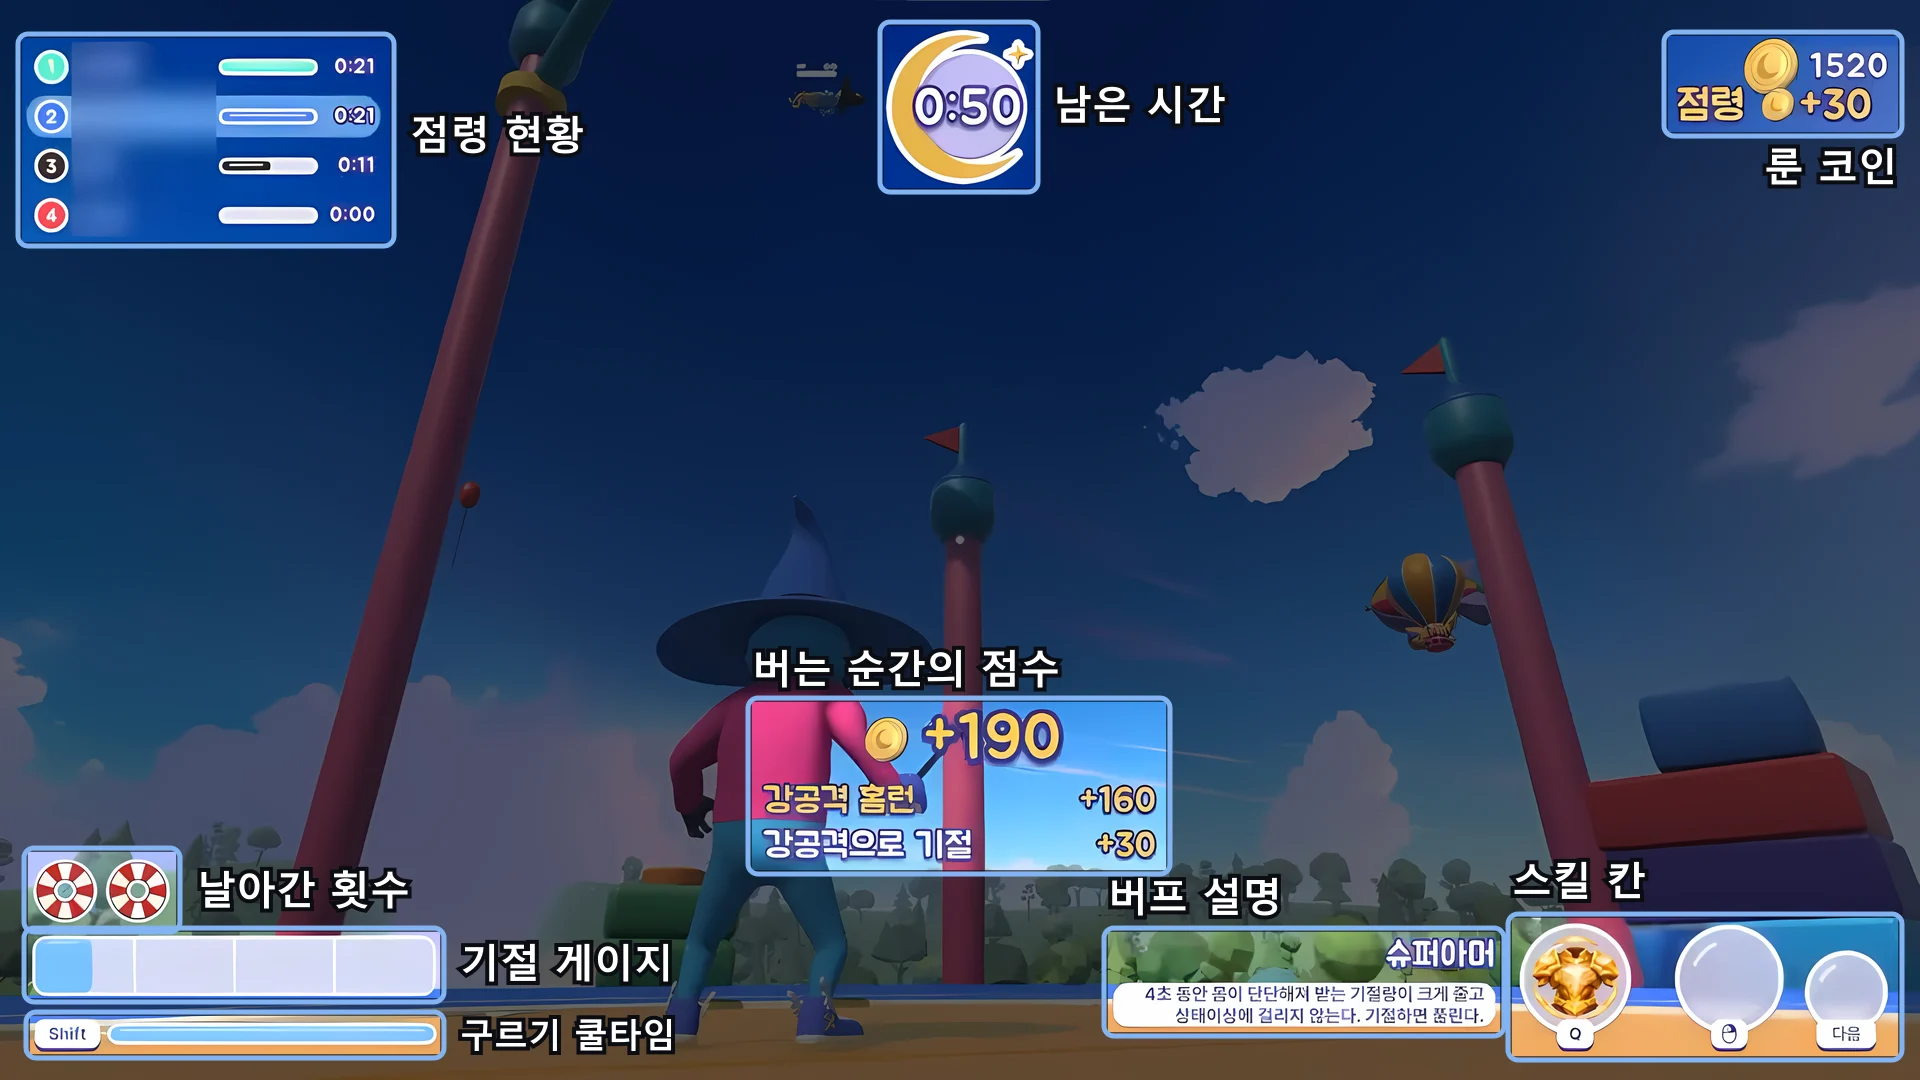 1 0:21
2 0:21
3 0:11
4 0:00
점령 현황
0:50
남은 시간
1520
점령 +30
룬 코인
버는 순간의 점수
+190
강공격 홈런 +160
강공격으로 기절 +30
날아간 횟수
기절 게이지
Shift
구르기 쿨타임
버프 설명
슈퍼아머
4초 동안 몸이 단단해져 받는 기절량이 크게 줄고
상태이상에 걸리지 않는다. 기절하면 풀린다.
스킬 칸
Q
다음